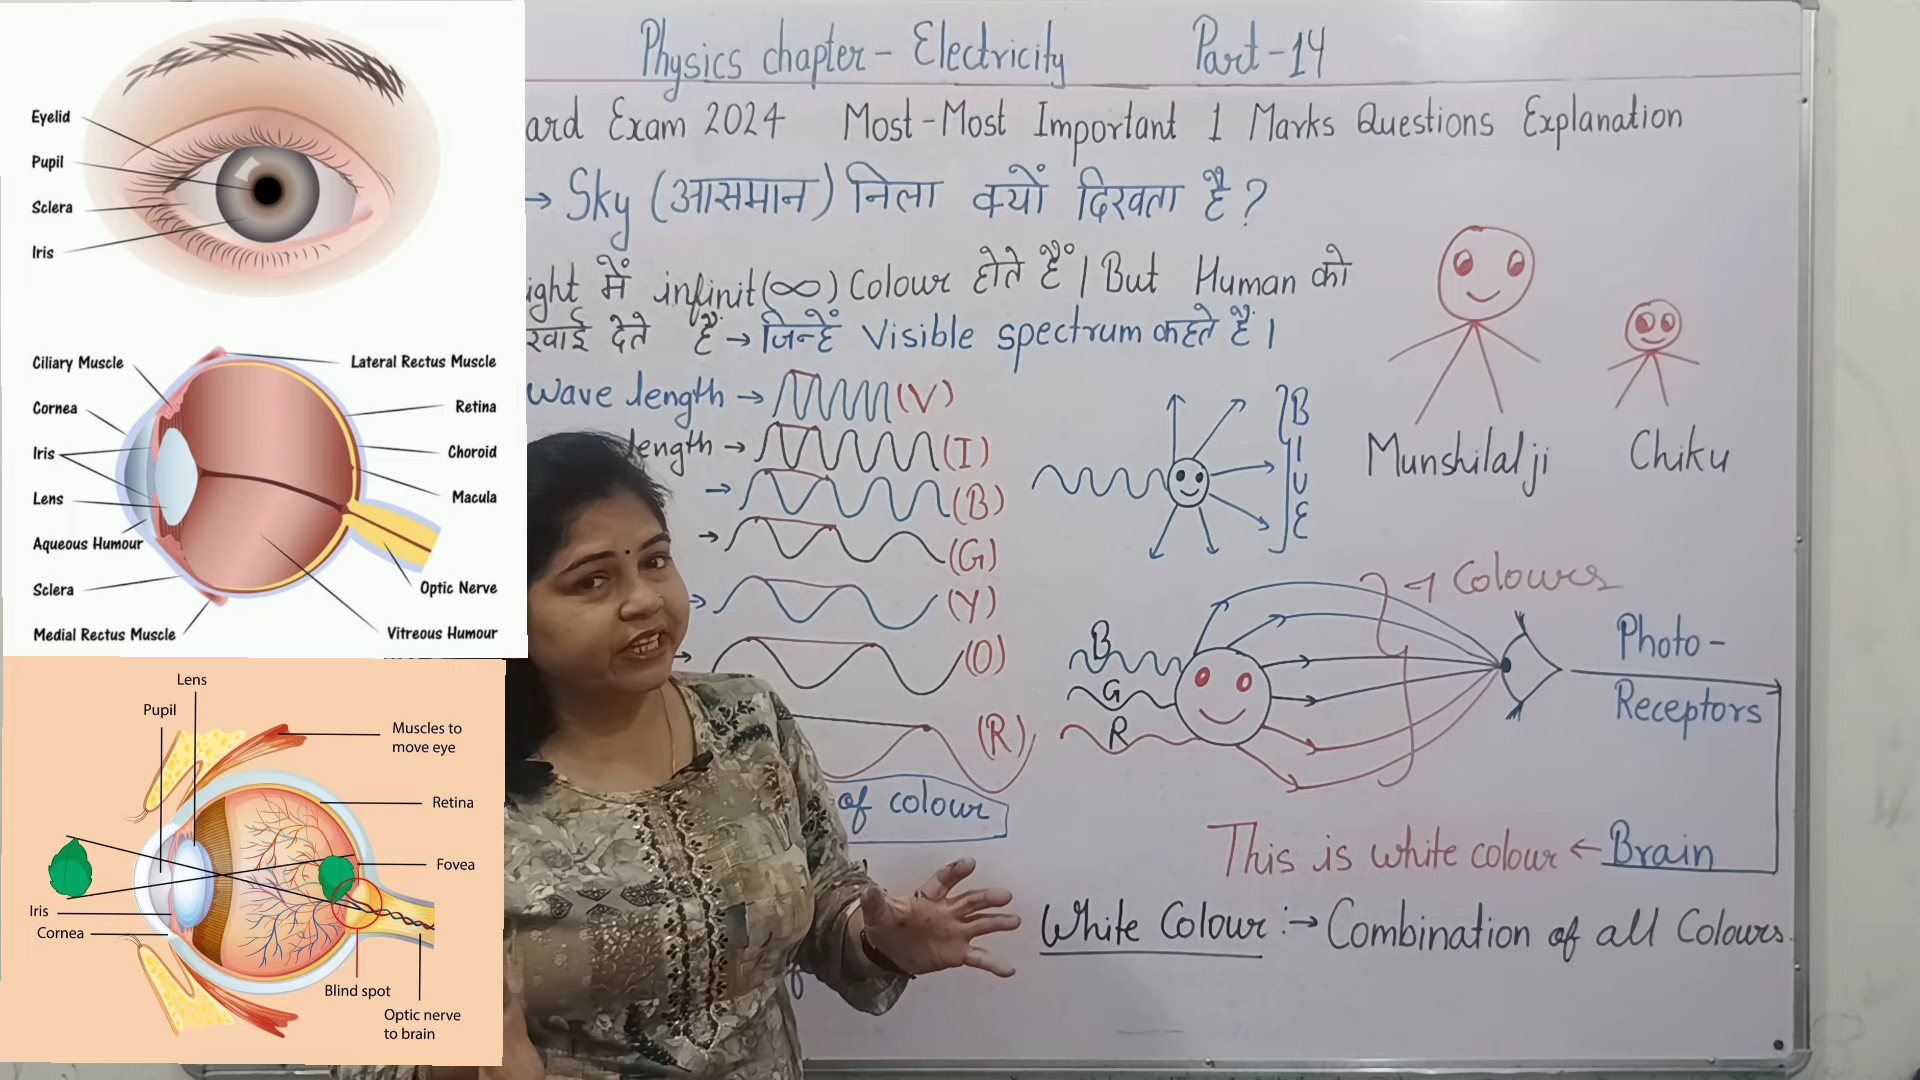 Physics chapter - Electricity Part-14
ard Exam 2024 Most-Most Important 1 Marks Questions Explanation
→ Sky (आसमान) निला क्यों दिखता है?
ight में infinit(∞) Colour होते हैं। But Human को
खाई देते हैं → जिन्हें Visible spectrum कहते हैं।
wave length → (V)
length → (I)
→ (B)
→ (G)
→ (Y)
→ (O)
(R)
of colour
BlUE
Munshilalji
Chiku
7 Colours
B
G
R
Photo-
Receptors
This is white colour ← Brain
White Colour :→ Combination of all Colours.
Eyelid
Pupil
Sclera
Iris
Ciliary Muscle
Cornea
Iris
Lens
Aqueous Humour
Sclera
Medial Rectus Muscle
Lateral Rectus Muscle
Retina
Choroid
Macula
Optic Nerve
Vitreous Humour
Lens
Pupil
Muscles to
move eye
Retina
Fovea
Iris
Cornea
Blind spot
Optic nerve
to brain